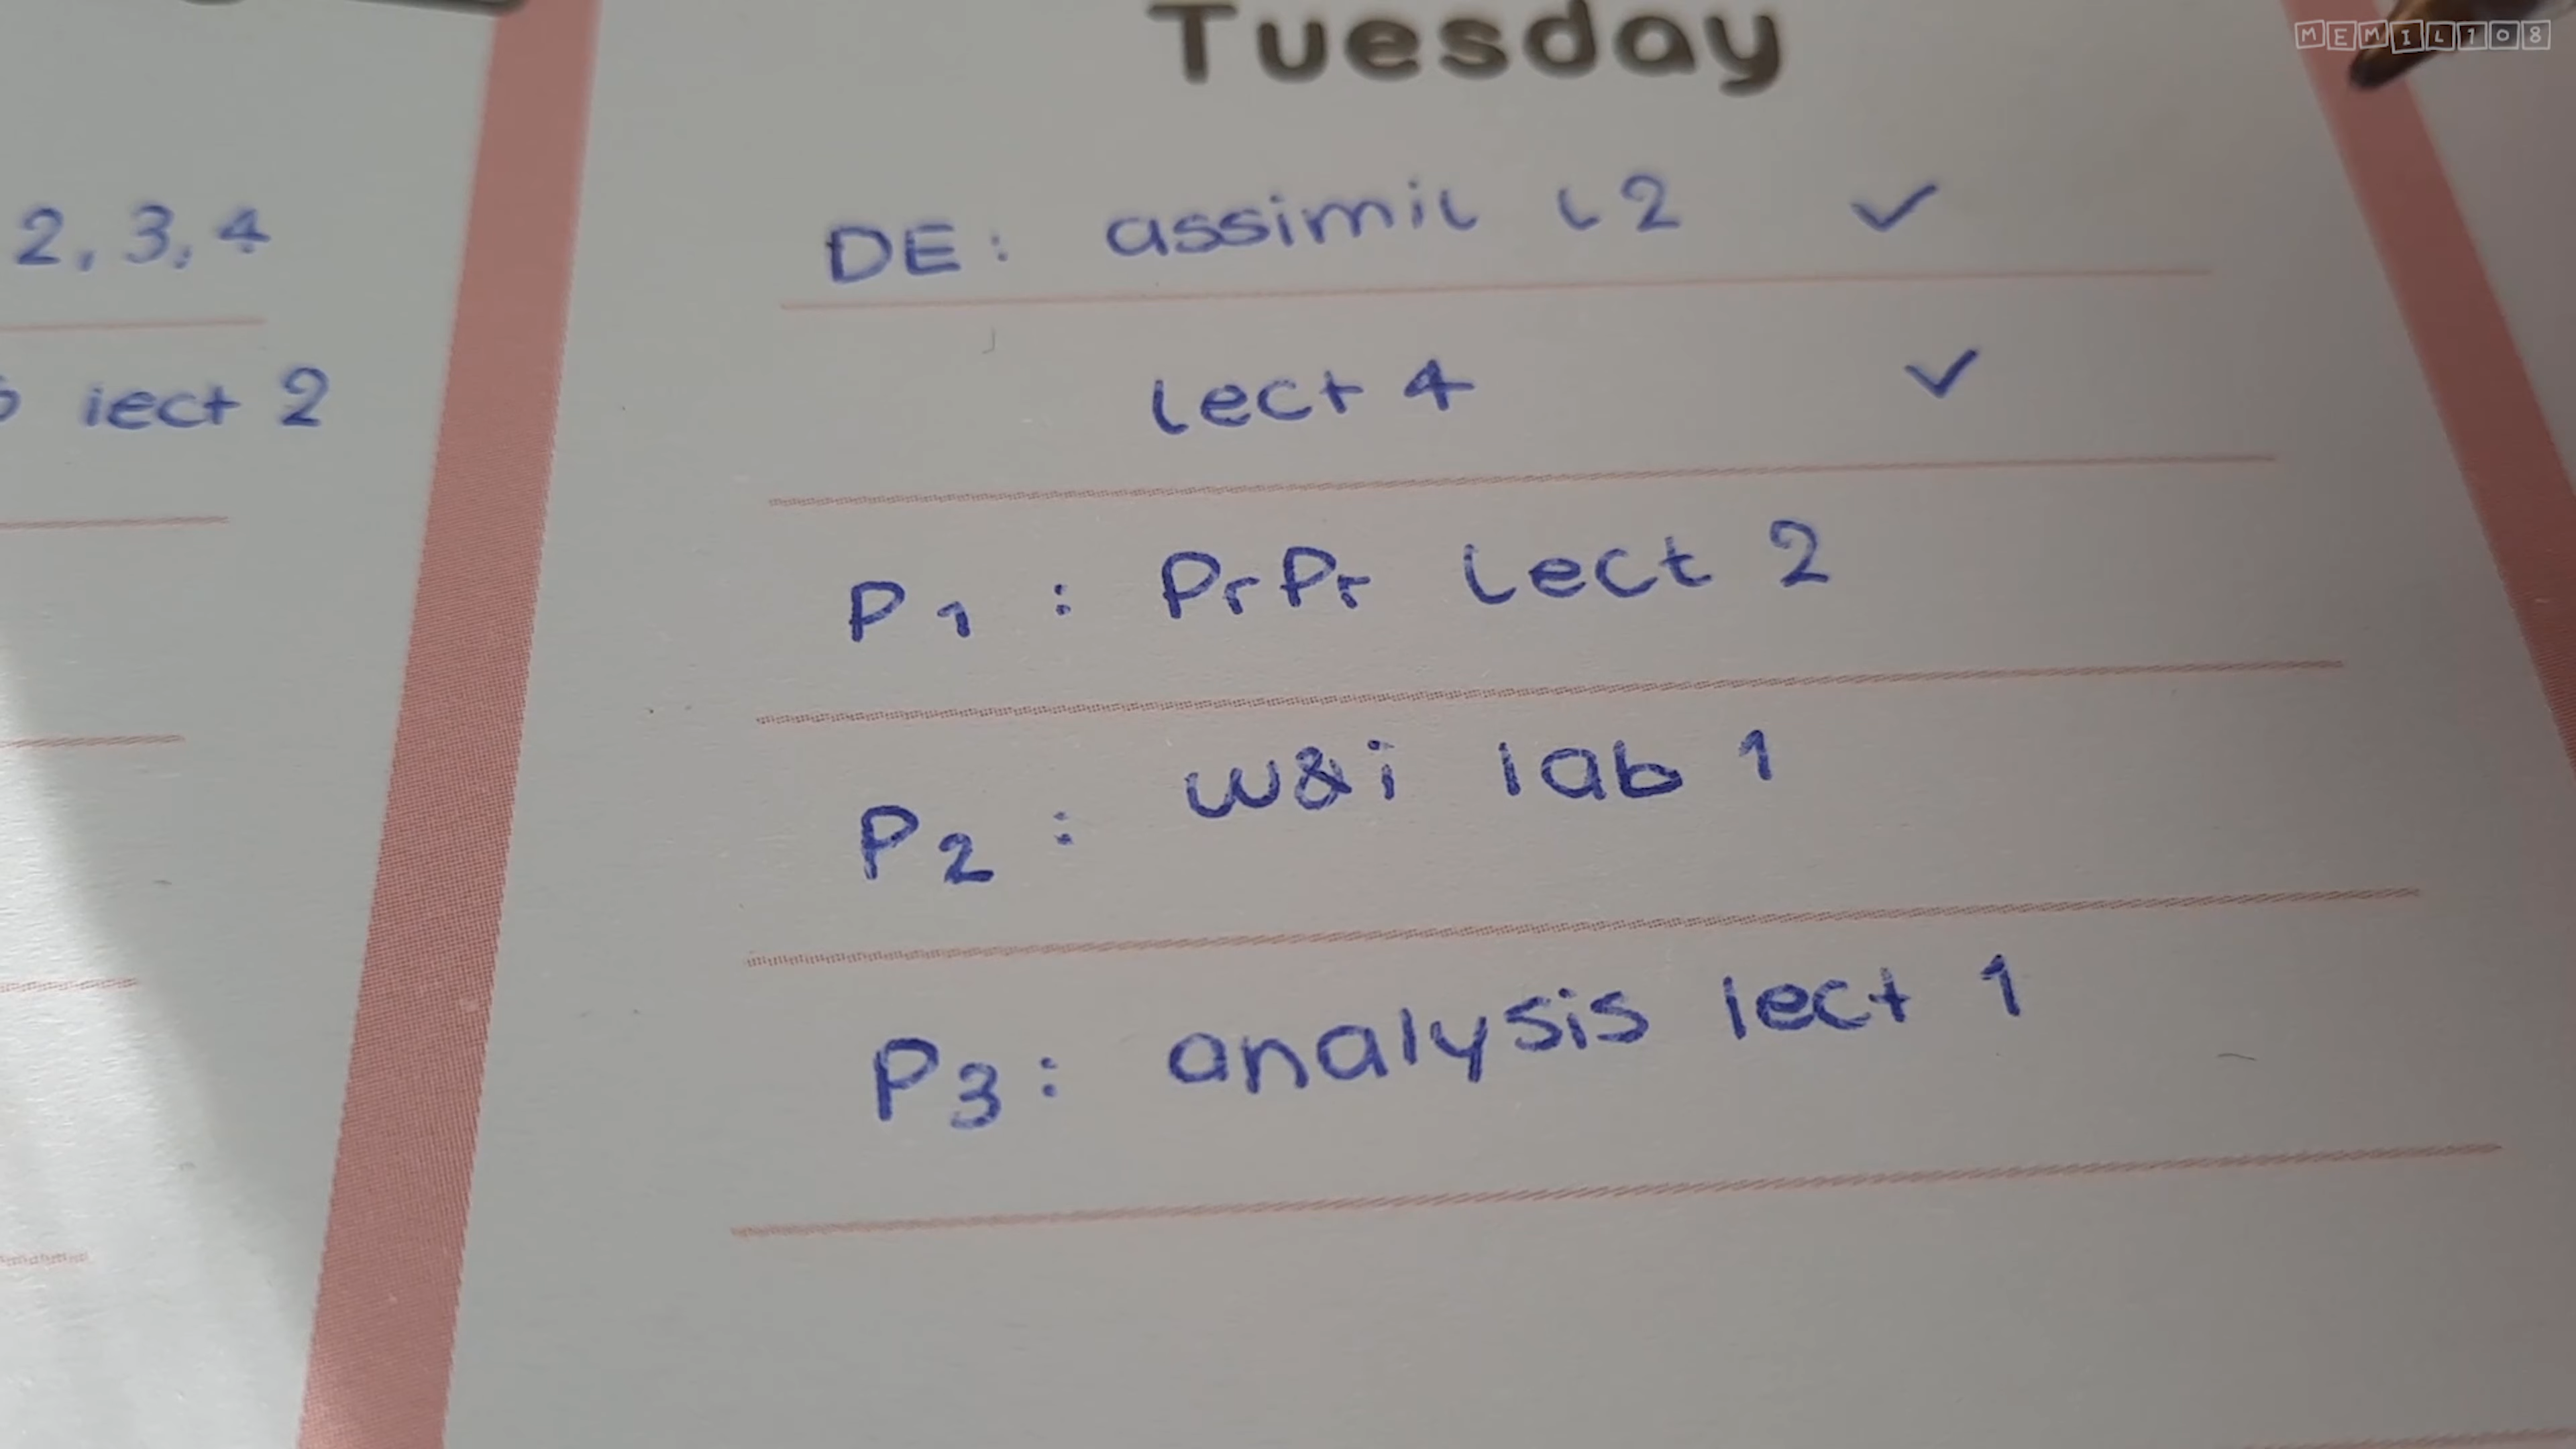 Tuesday
MEMIL108
2, 3, 4
lect 2
DE: assimil L2 ✓
lect 4 ✓
P1: PrPr lect 2
P2: w&i lab 1
P3: analysis lect 1